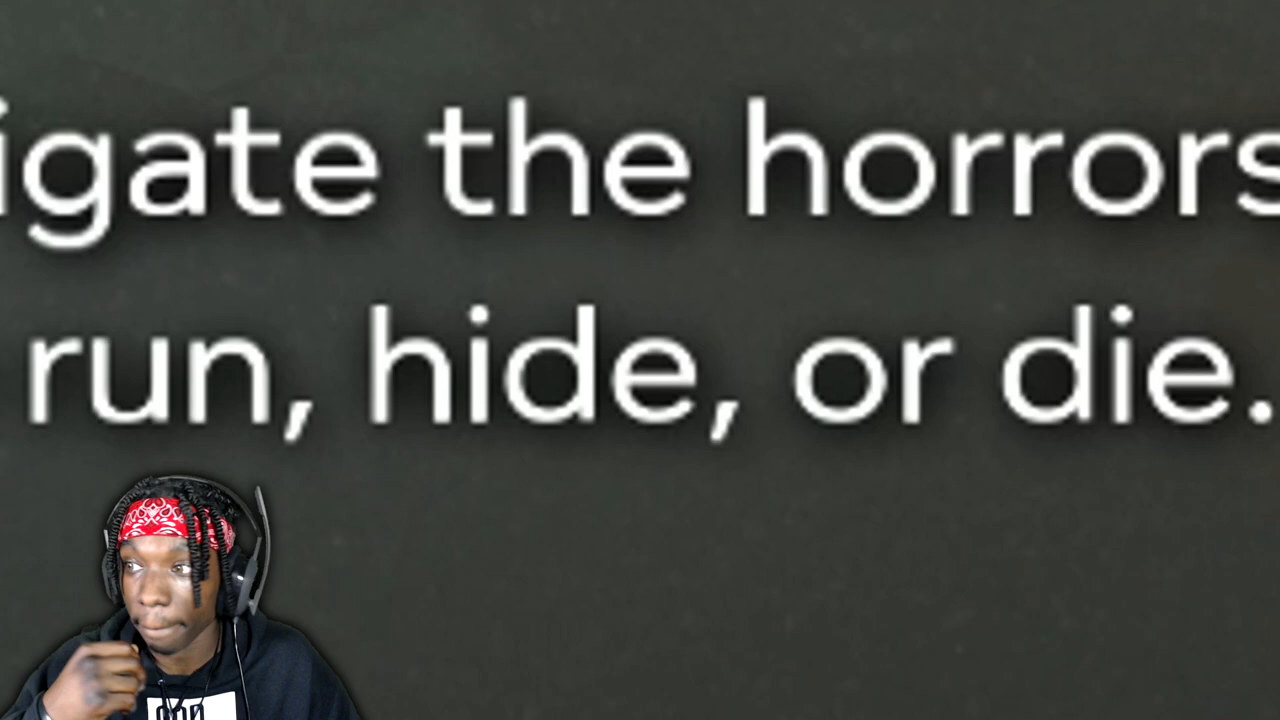 igate the horrors
run, hide, or die.